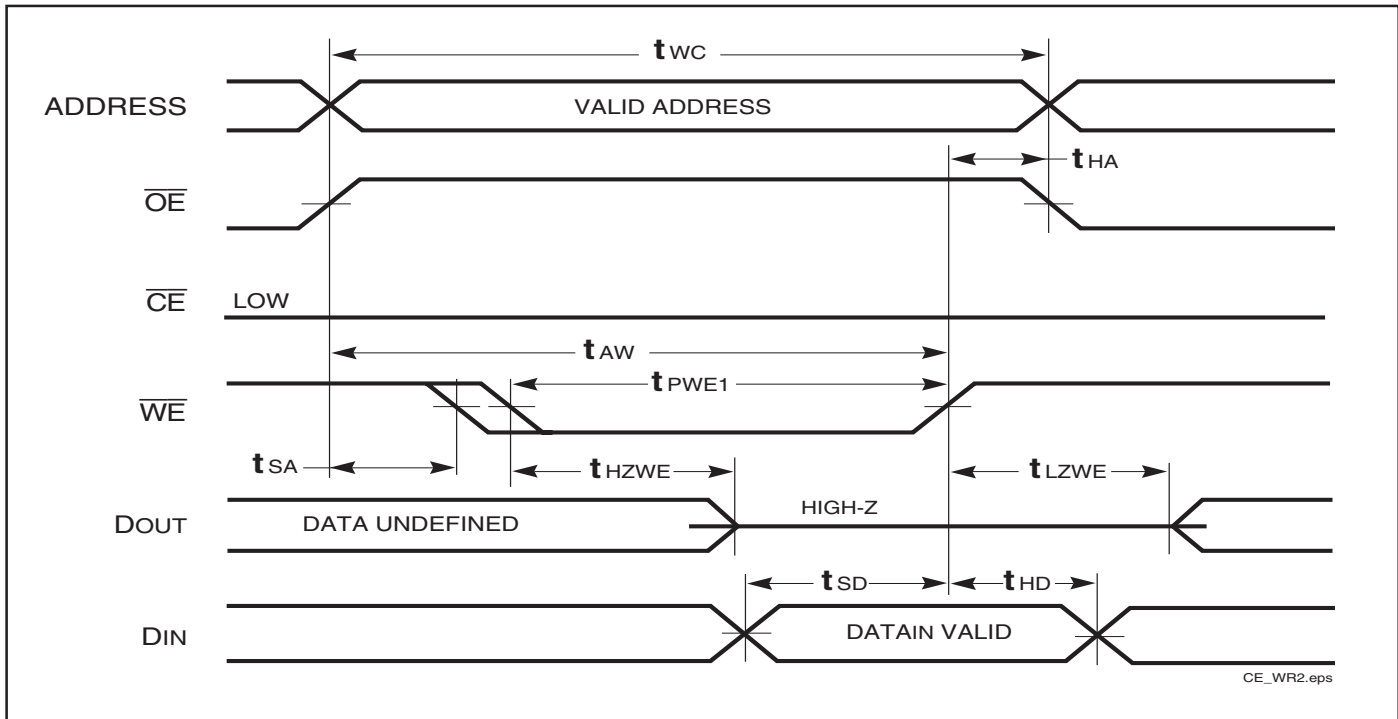 tWC
ADDRESS
VALID ADDRESS
tHA
OE
CE
LOW
tAW
tPWE1
WE
tSA
tHZWE
tLZWE
DOUT
DATA UNDEFINED
HIGH-Z
tSD
tHD
DIN
DATAIN VALID
CE_WR2.eps